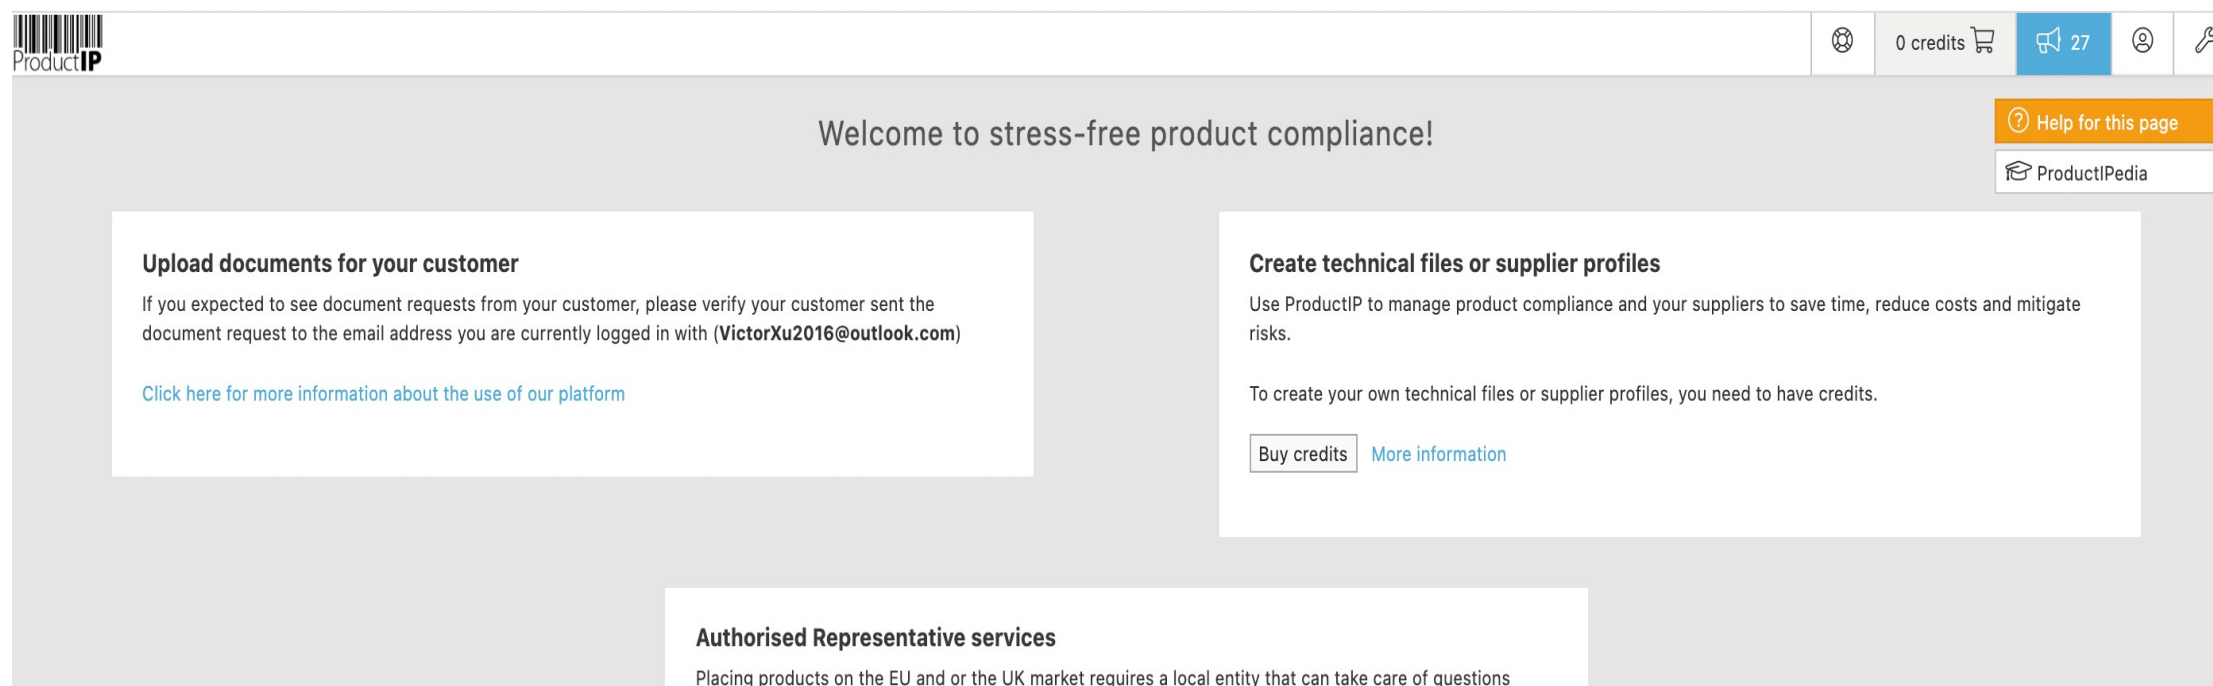 ProductIP
0 credits
27
Help for this page
ProductIPedia
Welcome to stress-free product compliance!
Upload documents for your customer
If you expected to see document requests from your customer, please verify your customer sent the
document request to the email address you are currently logged in with (VictorXu2016@outlook.com)
Click here for more information about the use of our platform
Create technical files or supplier profiles
Use ProductIP to manage product compliance and your suppliers to save time, reduce costs and mitigate
risks.
To create your own technical files or supplier profiles, you need to have credits.
Buy credits More information
Authorised Representative services
Placing products on the EU and or the UK market requires a local entity that can take care of questions